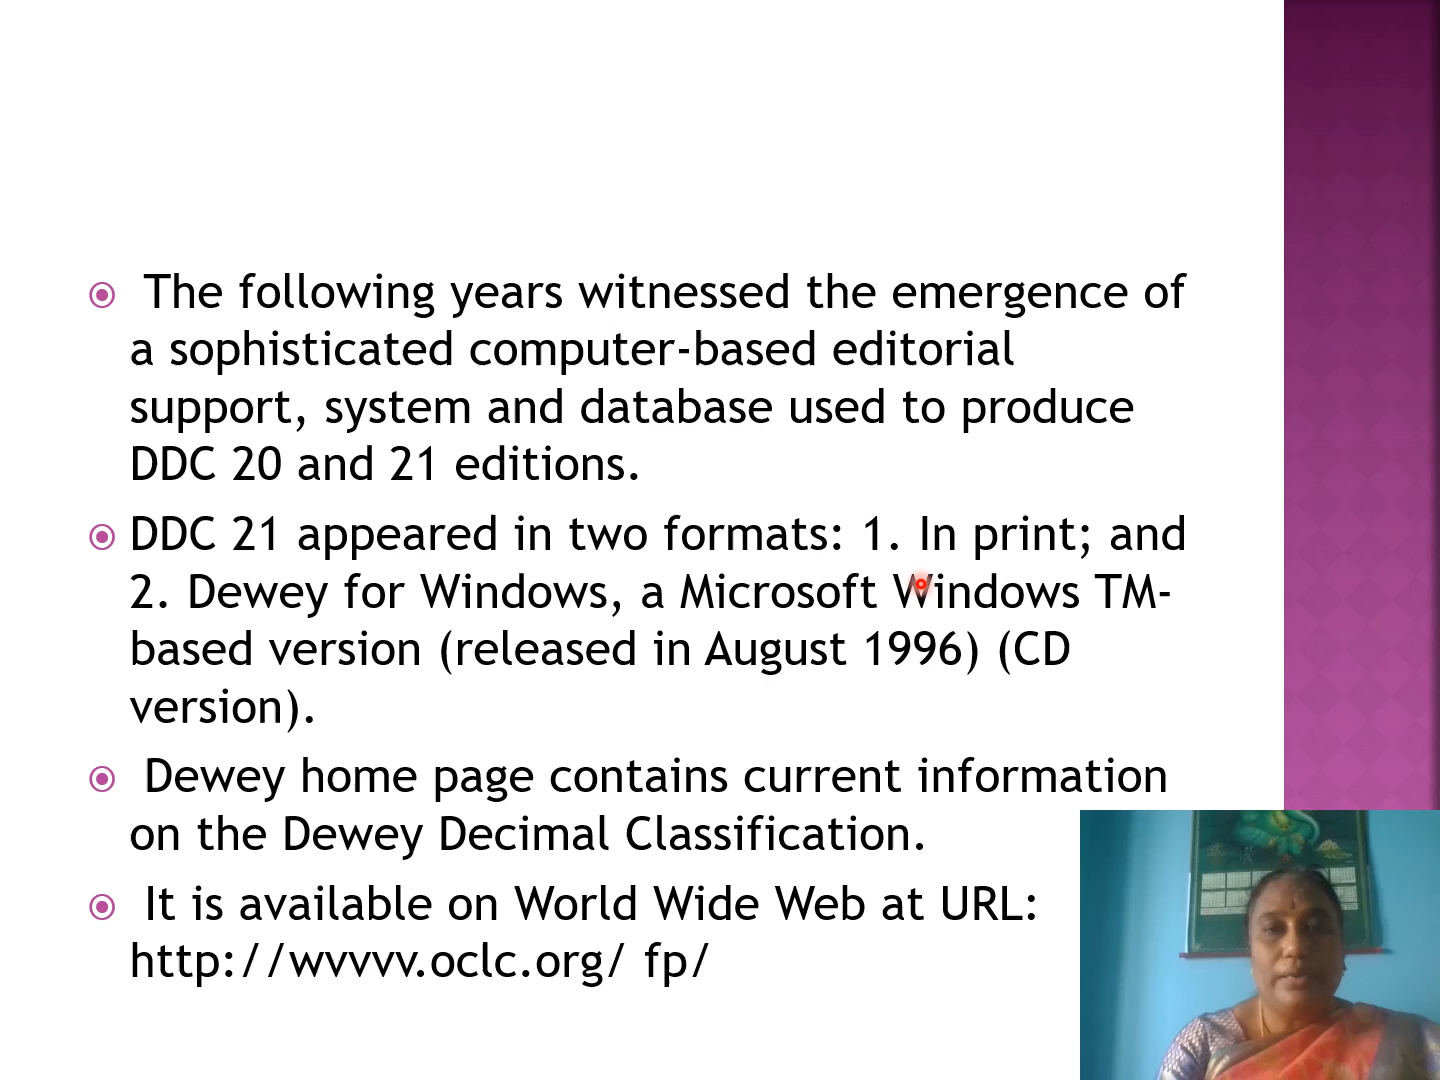 The following years witnessed the emergence of
a sophisticated computer-based editorial
support, system and database used to produce
DDC 20 and 21 editions.
DDC 21 appeared in two formats: 1. In print; and
2. Dewey for Windows, a Microsoft Windows TM-
based version (released in August 1996) (CD
version).
Dewey home page contains current information
on the Dewey Decimal Classification.
It is available on World Wide Web at URL:
http://wvvvv.oclc.org/ fp/